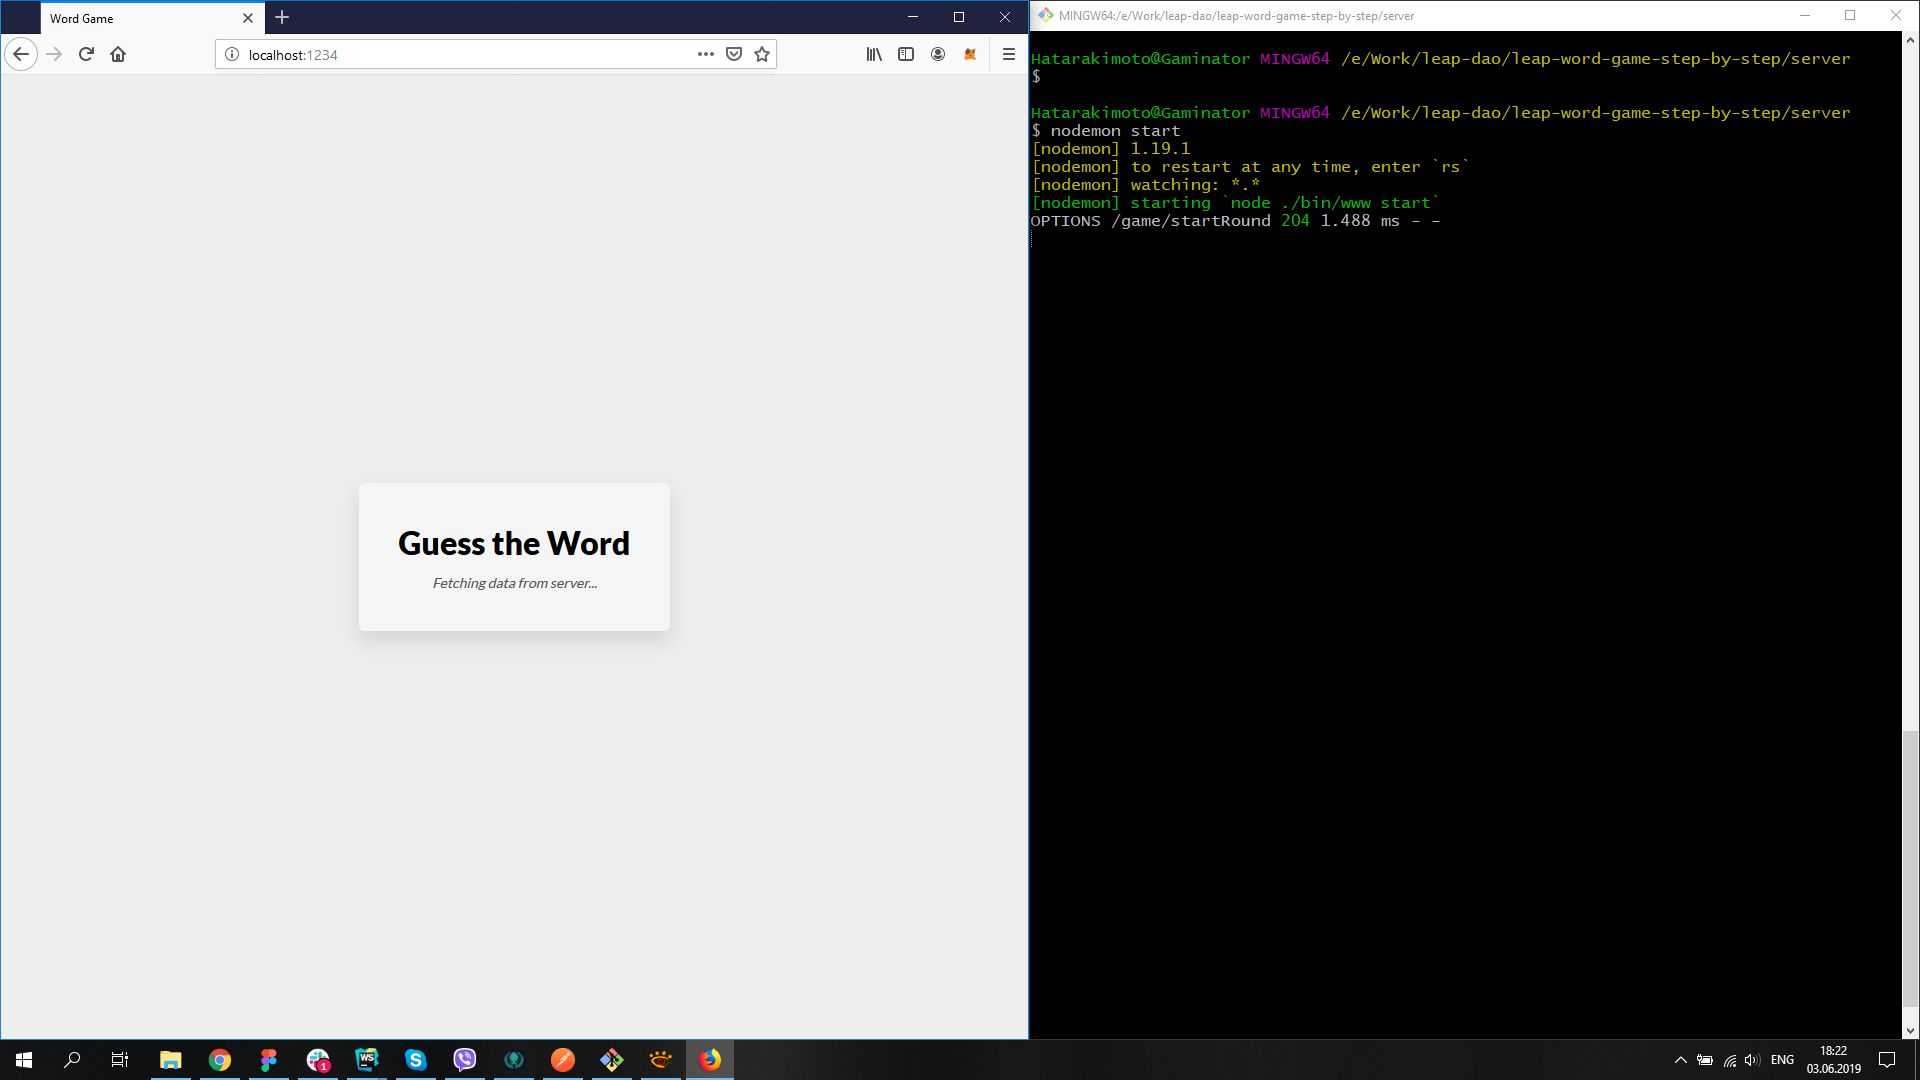 Word Game
localhost:1234
Guess the Word
Fetching data from server...
MINGW64:/e/Work/leap-dao/leap-word-game-step-by-step/server
Hatarakimoto@Gaminator MINGW64 /e/Work/leap-dao/leap-word-game-step-by-step/server
$
Hatarakimoto@Gaminator MINGW64 /e/Work/leap-dao/leap-word-game-step-by-step/server
$ nodemon start
[nodemon] 1.19.1
[nodemon] to restart at any time, enter `rs`
[nodemon] watching: *.*
[nodemon] starting `node ./bin/www start`
OPTIONS /game/startRound 204 1.488 ms - -
1
WS
ENG
18:22
03.06.2019